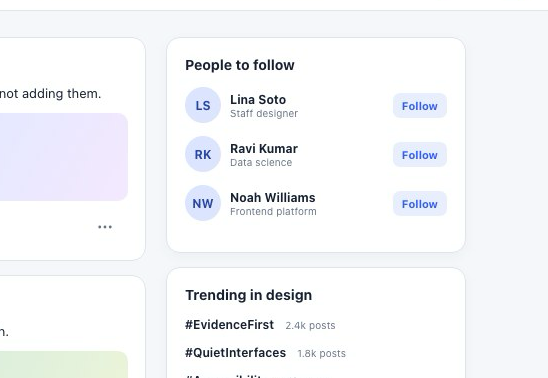 not adding them.
People to follow
LS
Lina Soto
Staff designer
Follow
RK
Ravi Kumar
Data science
Follow
NW
Noah Williams
Frontend platform
Follow
Trending in design
#EvidenceFirst 2.4k posts
#QuietInterfaces 1.8k posts